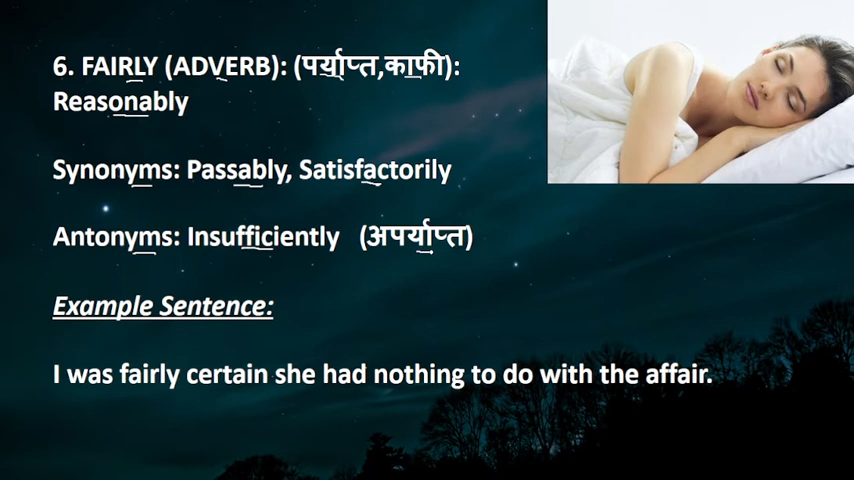 6. FAIRLY (ADVERB): (पर्याप्त,काफी):
Reasonably
Synonyms: Passably, Satisfactorily
Antonyms: Insufficiently (अपर्याप्त)
Example Sentence:
I was fairly certain she had nothing to do with the affair.